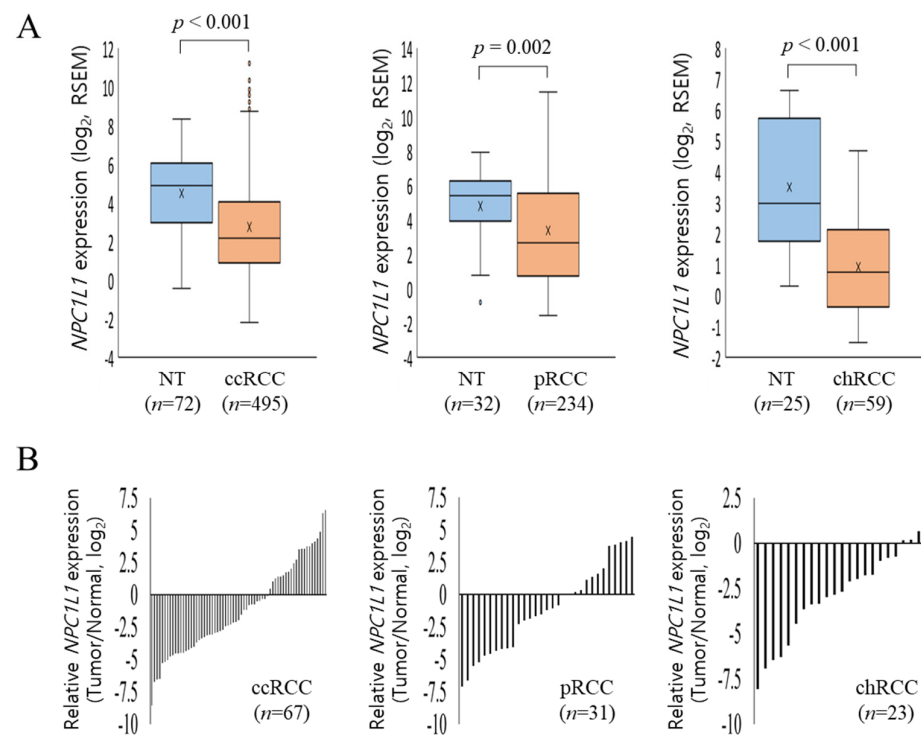 A
p < 0.001
NPC1L1 expression (log₂, RSEM)
12
10
8
6
4
2
0
-2
-4
NT
(n=72)
ccRCC
(n=495)
p = 0.002
NPC1L1 expression (log₂, RSEM)
14
12
10
8
6
4
2
0
-2
-4
NT
(n=32)
pRCC
(n=234)
p < 0.001
NPC1L1 expression (log₂, RSEM)
8
7
6
5
4
3
2
1
0
-1
-2
NT
(n=25)
chRCC
(n=59)
B
Relative NPC1L1 expression
(Tumor/Normal, log₂)
7.5
5
2.5
0
-2.5
-5
-7.5
-10
ccRCC
(n=67)
Relative NPC1L1 expression
(Tumor/Normal, log₂)
7.5
5
2.5
0
-2.5
-5
-7.5
-10
pRCC
(n=31)
Relative NPC1L1 expression
(Tumor/Normal, log₂)
2.5
0
-2.5
-5
-7.5
-10
chRCC
(n=23)